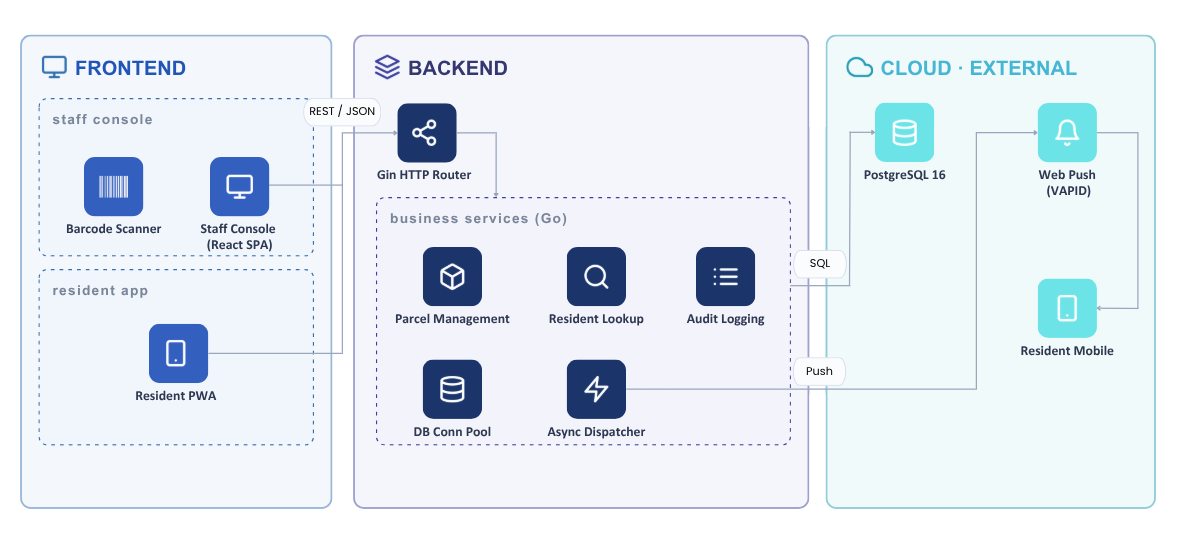 FRONTEND
staff console
Barcode Scanner
Staff Console
(React SPA)
resident app
Resident PWA
REST / JSON
BACKEND
Gin HTTP Router
business services (Go)
Parcel Management
Resident Lookup
Audit Logging
DB Conn Pool
Async Dispatcher
SQL
Push
CLOUD · EXTERNAL
PostgreSQL 16
Web Push
(VAPID)
Resident Mobile